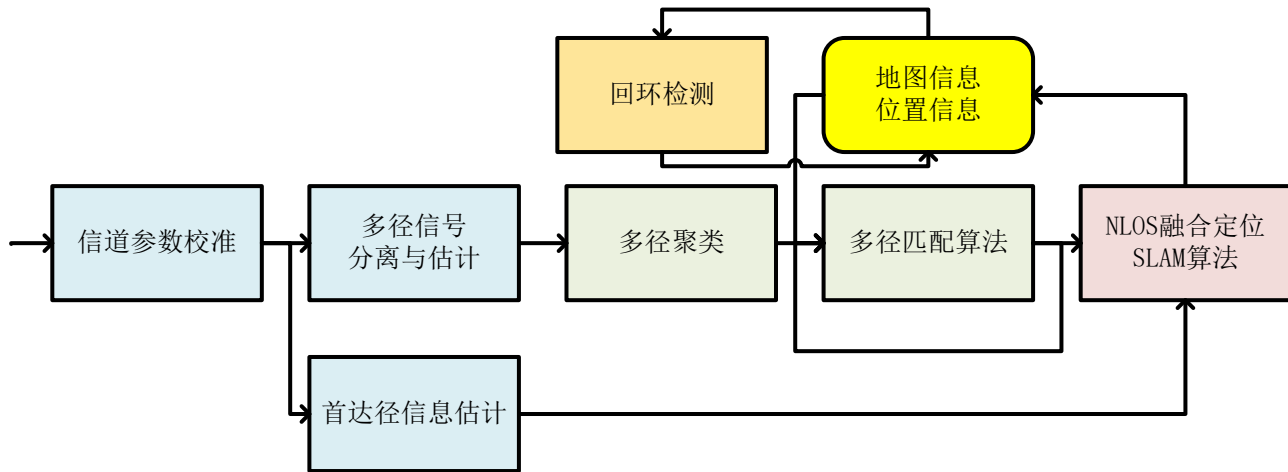 回环检测
地图信息
位置信息
信道参数校准
多径信号
分离与估计
多径聚类
多径匹配算法
NLOS融合定位
SLAM算法
首达径信息估计